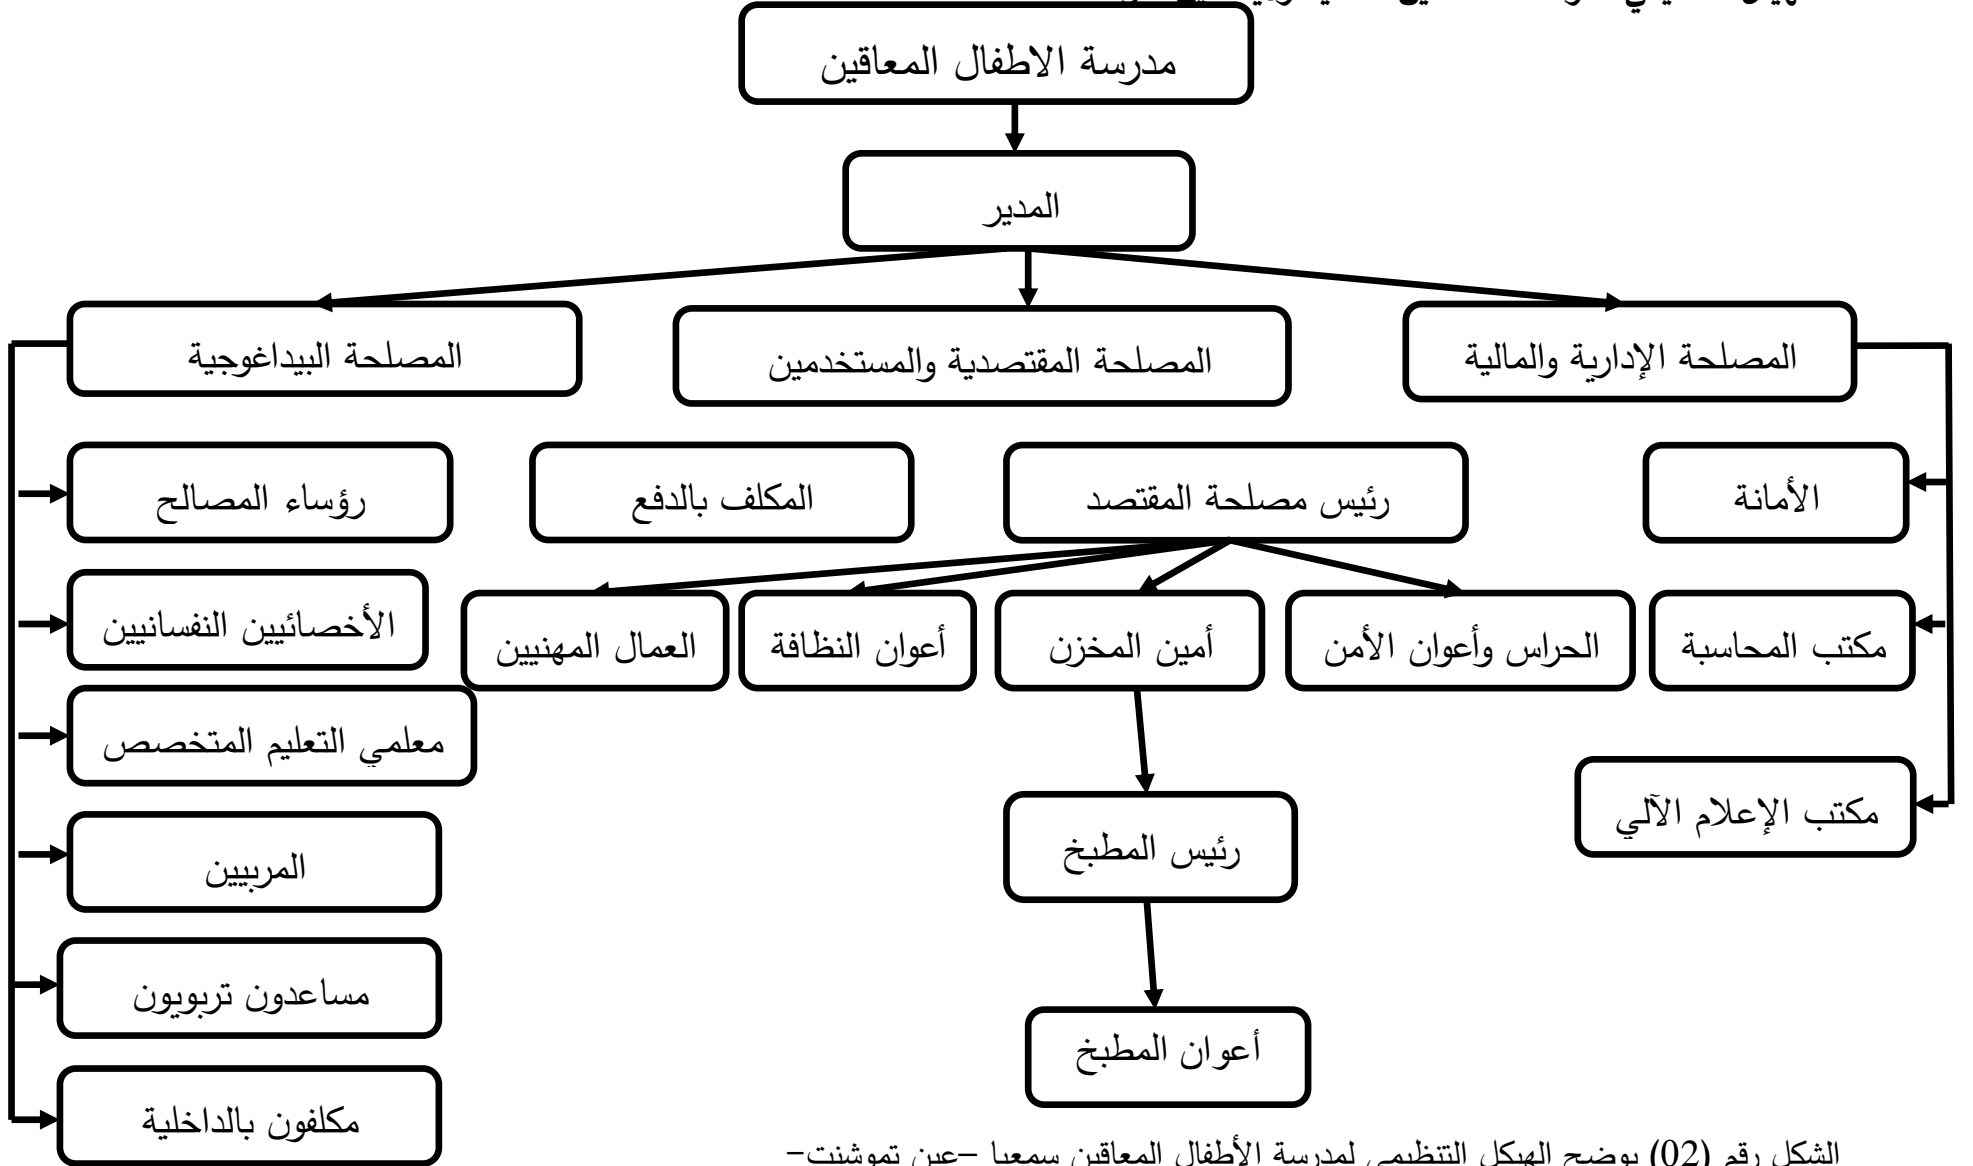 مدرسة الاطفال المعاقين
المدير
المصلحة الإدارية والمالية
المصلحة المقتصدية والمستخدمين
المصلحة البيداغوجية
الأمانة
رئيس مصلحة المقتصد
المكلف بالدفع
رؤساء المصالح
مكتب المحاسبة
الحراس وأعوان الأمن
أمين المخزن
أعوان النظافة
العمال المهنيين
الأخصائيين النفسانيين
معلمي التعليم المتخصص
مكتب الإعلام الآلي
رئيس المطبخ
المربيين
مساعدون تربويون
أعوان المطبخ
مكلفون بالداخلية
الشكل رقم (02) يوضح الهيكل التنظيمي لمدرسة الأطفال المعاقين سمعيا –عين تموشنت–